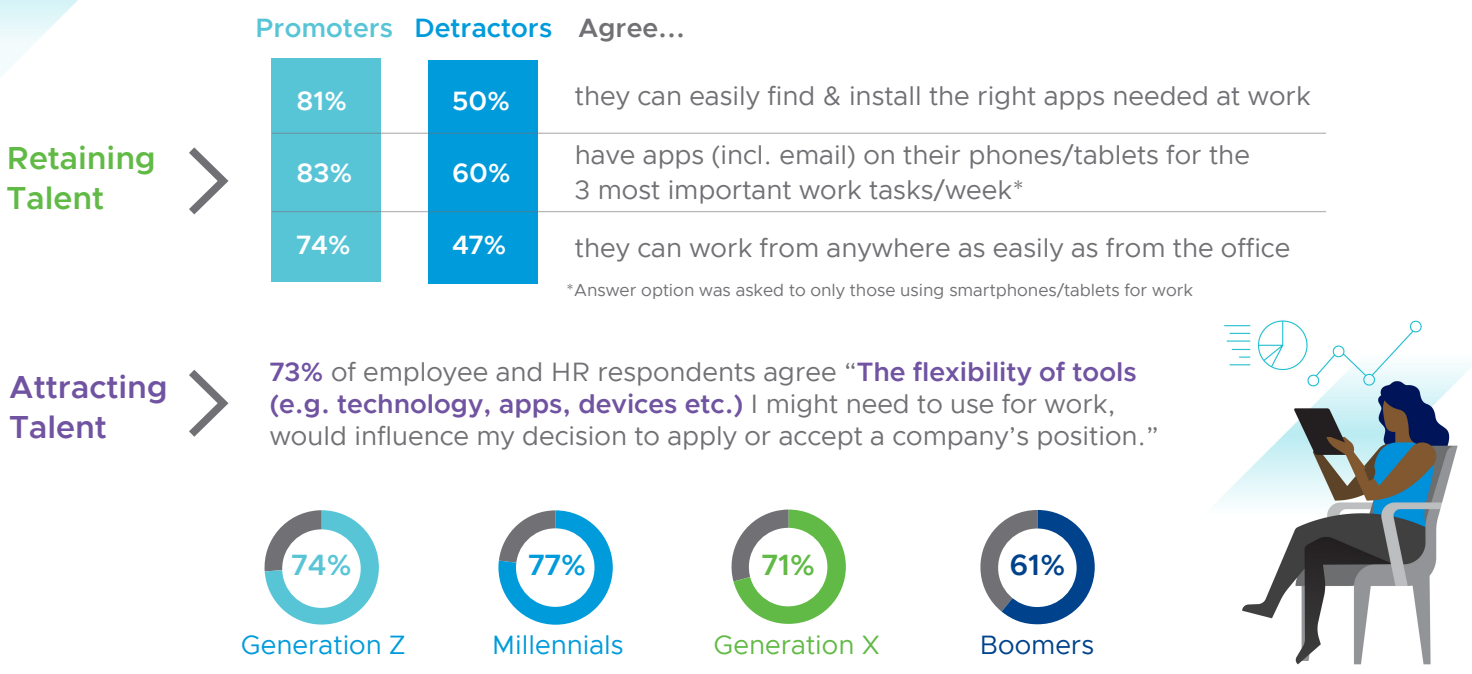 Promoters Detractors Agree...
81% 50% they can easily find & install the right apps needed at work
Retaining
Talent
83% 60% have apps (incl. email) on their phones/tablets for the
3 most important work tasks/week*
74% 47% they can work from anywhere as easily as from the office
*Answer option was asked to only those using smartphones/tablets for work
Attracting
Talent
73% of employee and HR respondents agree “The flexibility of tools
(e.g. technology, apps, devices etc.) I might need to use for work,
would influence my decision to apply or accept a company’s position.”
74% 77% 71% 61%
Generation Z Millennials Generation X Boomers